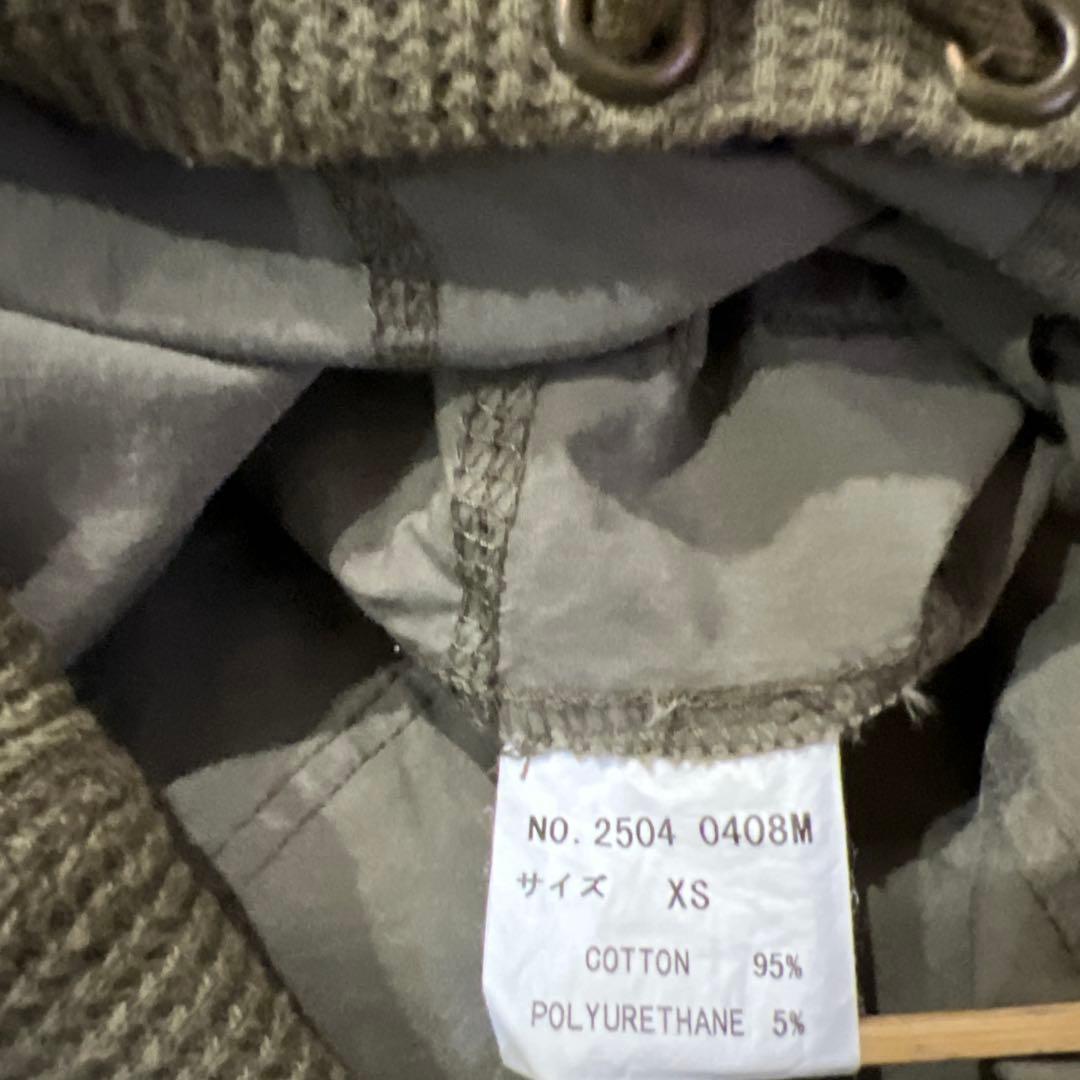 NO. 2504 0408M
サイズ XS
COTTON 95%
POLYURETHANE 5%